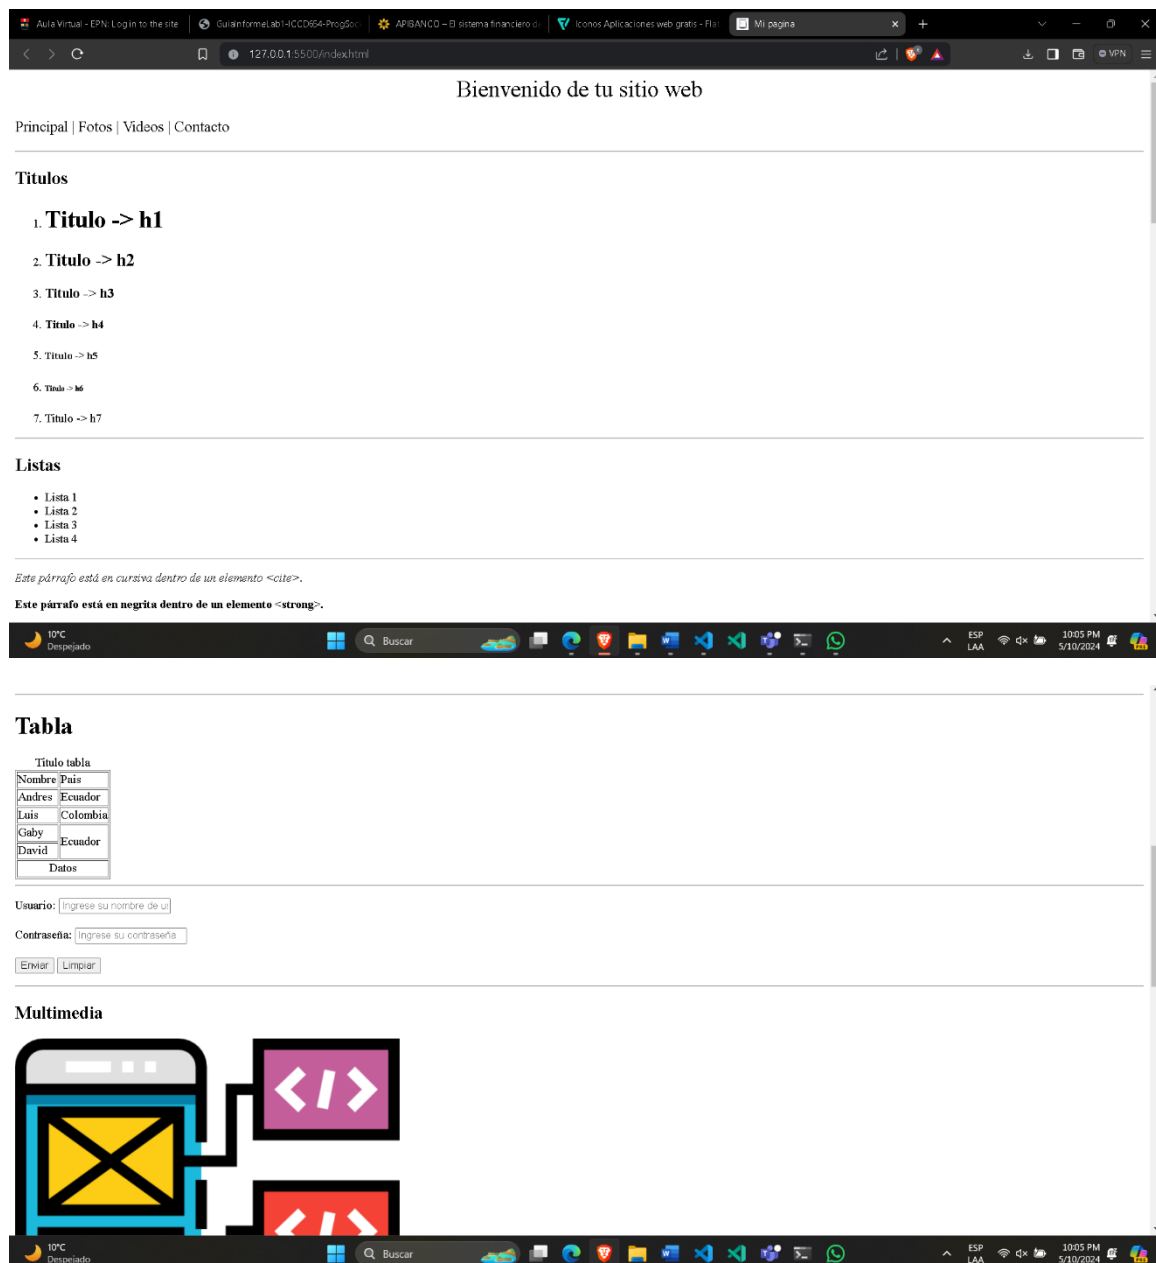 Aula Virtual - EPN: Log in to the site
GuiaInformeLab1-ICCD654-ProgSoc
APIBANCO – El sistema financiero d
Iconos Aplicaciones web gratis - Fla
Mi pagina
127.0.0.1:5500/index.html
VPN
Bienvenido de tu sitio web
Principal | Fotos | Videos | Contacto
Titulos
1. Titulo -> h1
2. Titulo -> h2
3. Titulo -> h3
4. Titulo -> h4
5. Titulo -> h5
6. Titulo -> h6
7. Titulo -> h7
Listas
• Lista 1
• Lista 2
• Lista 3
• Lista 4
Este párrafo está en cursiva dentro de un elemento <cite>.
Este párrafo está en negrita dentro de un elemento <strong>.
10°C
Despejado
Buscar
ESP
LAA
10:05 PM
5/10/2024
Tabla
Titulo tabla
Nombre Pais
Andres Ecuador
Luis Colombia
Gaby
Ecuador
David
Datos
Usuario: Ingrese su nombre de us
Contraseña: Ingrese su contraseña
Enviar Limpiar
Multimedia
</>
</>
10°C
Despejado
Buscar
ESP
LAA
10:05 PM
5/10/2024